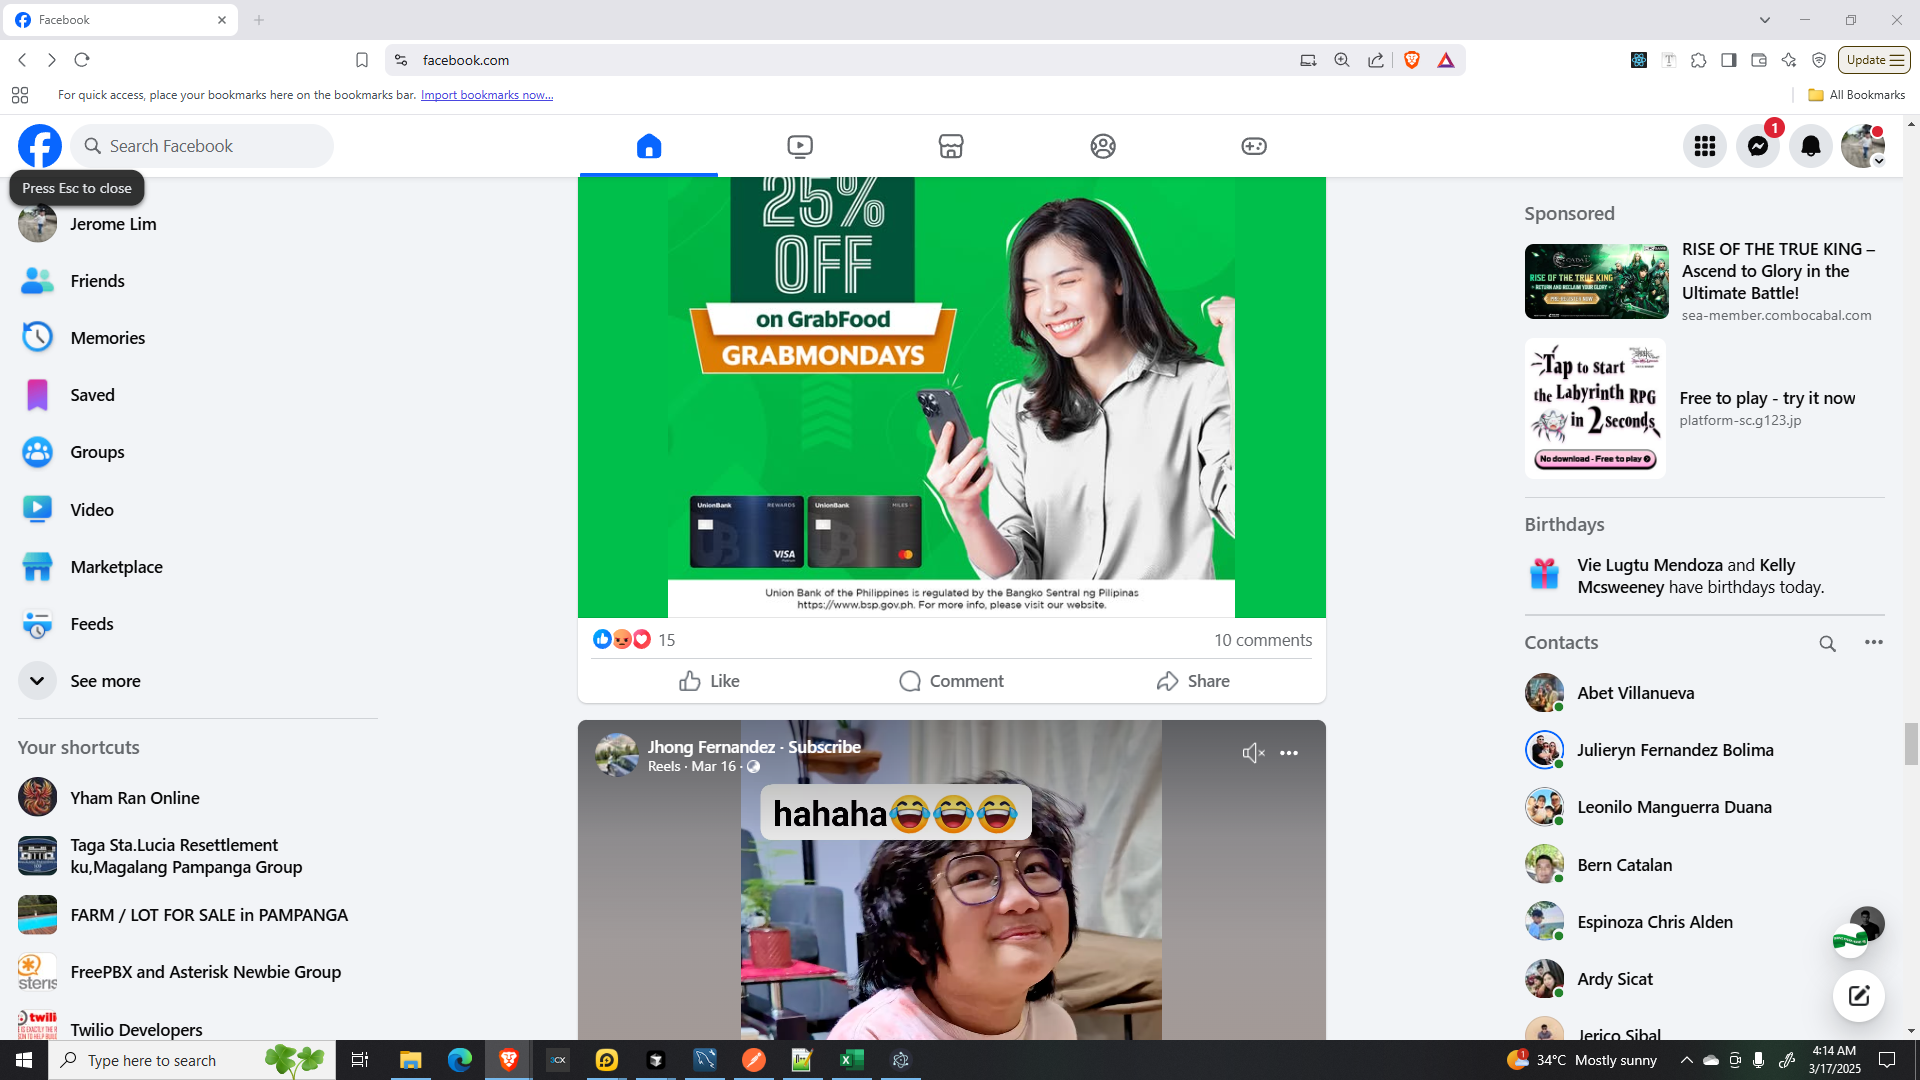 Facebook
facebook.com
Update
For quick access, place your bookmarks here on the bookmarks bar. Import bookmarks now...
All Bookmarks
Search Facebook
1
Press Esc to close
Jerome Lim
Friends
Memories
Saved
Groups
Video
Marketplace
Feeds
See more
Your shortcuts
Yham Ran Online
Taga Sta.Lucia Resettlement
ku,Magalang Pampanga Group
FARM / LOT FOR SALE in PAMPANGA
FreePBX and Asterisk Newbie Group
Twilio Developers
25%
OFF
on GrabFood
GRABMONDAYS
UnionBank REWARDS
VISA
UnionBank MILES
Union Bank of the Philippines is regulated by the Bangko Sentral ng Pilipinas
https://www.bsp.gov.ph. For more info, please visit our website.
15
10 comments
Like
Comment
Share
Jhong Fernandez · Subscribe
Reels · Mar 16 ·
hahaha😂😂😂
Sponsored
RISE OF THE TRUE KING
RETURN AND RECLAIM YOUR GLORY
RISE OF THE TRUE KING –
Ascend to Glory in the
Ultimate Battle!
sea-member.combocabal.com
Tap to Start
the Labyrinth RPG
in 2 seconds
No download - Free to play
Free to play - try it now
platform-sc.g123.jp
Birthdays
Vie Lugtu Mendoza and Kelly
Mcsweeney have birthdays today.
Contacts
Abet Villanueva
Julieryn Fernandez Bolima
Leonilo Manguerra Duana
Bern Catalan
Espinoza Chris Alden
Ardy Sicat
Jerico Sibal
Type here to search
34°C Mostly sunny
4:14 AM
3/17/2025